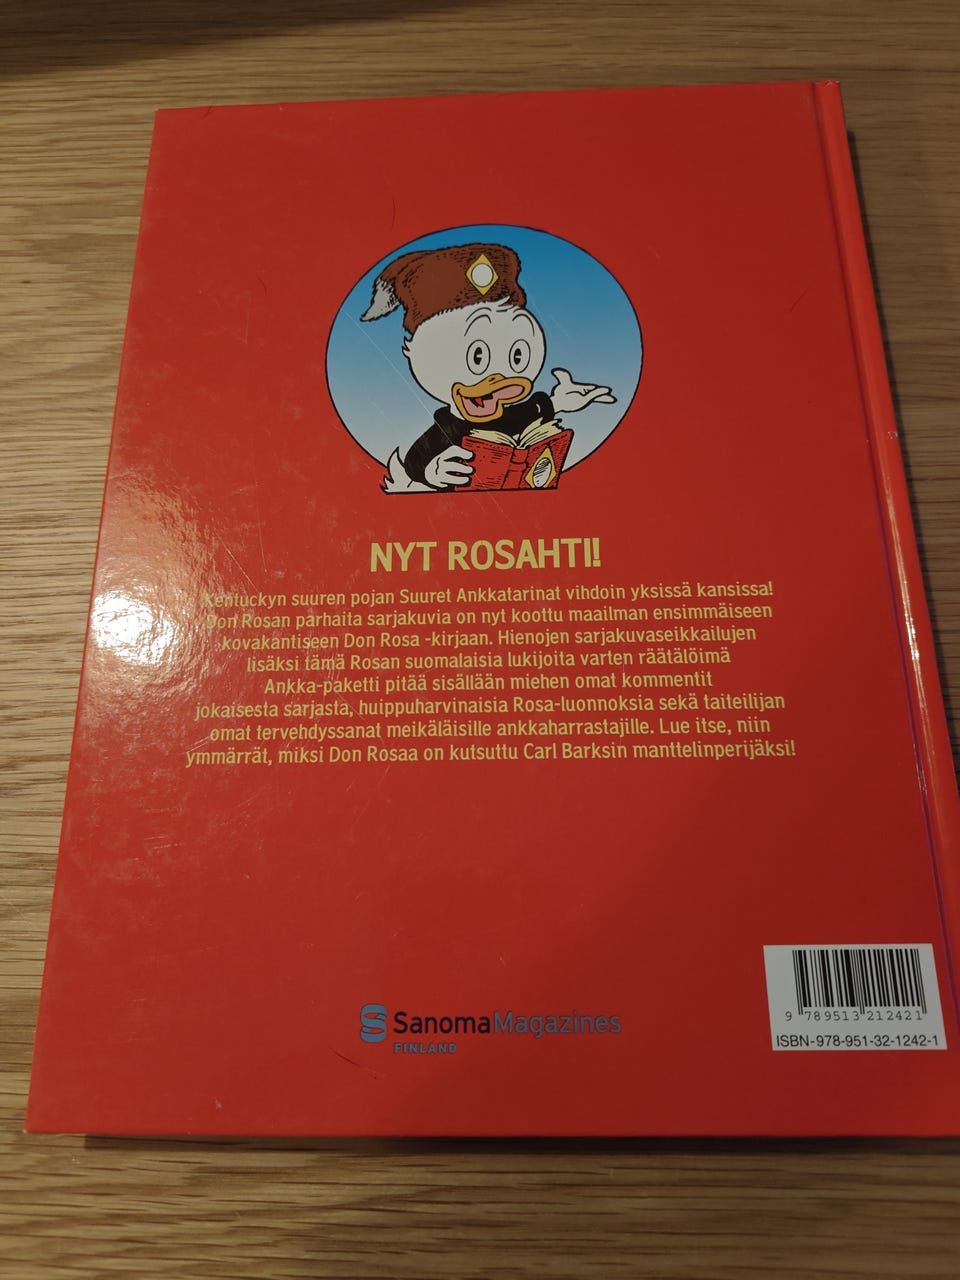 NYT ROSAHTI!
Kentuckyn suuren pojan Suuret Ankkatarinat vihdoin yksissä kansissa!
Don Rosan parhaita sarjakuvia on nyt koottu maailman ensimmäiseen
kovakantiseen Don Rosa -kirjaan. Hienojen sarjakuvaseikkailujen
lisäksi tämä Rosan suomalaisia lukijoita varten räätälöimä
Ankka-paketti pitää sisällään miehen omat kommentit
jokaisesta sarjasta, huippuharvinaisia Rosa-luonnoksia sekä taiteilijan
omat tervehdyssanat meikäläisille ankkaharrastajille. Lue itse, niin
ymmärrät, miksi Don Rosaa on kutsuttu Carl Barksin manttelinperijäksi!
SanomaMagazines
FINLAND
9 789513 212421
ISBN-978-951-32-1242-1